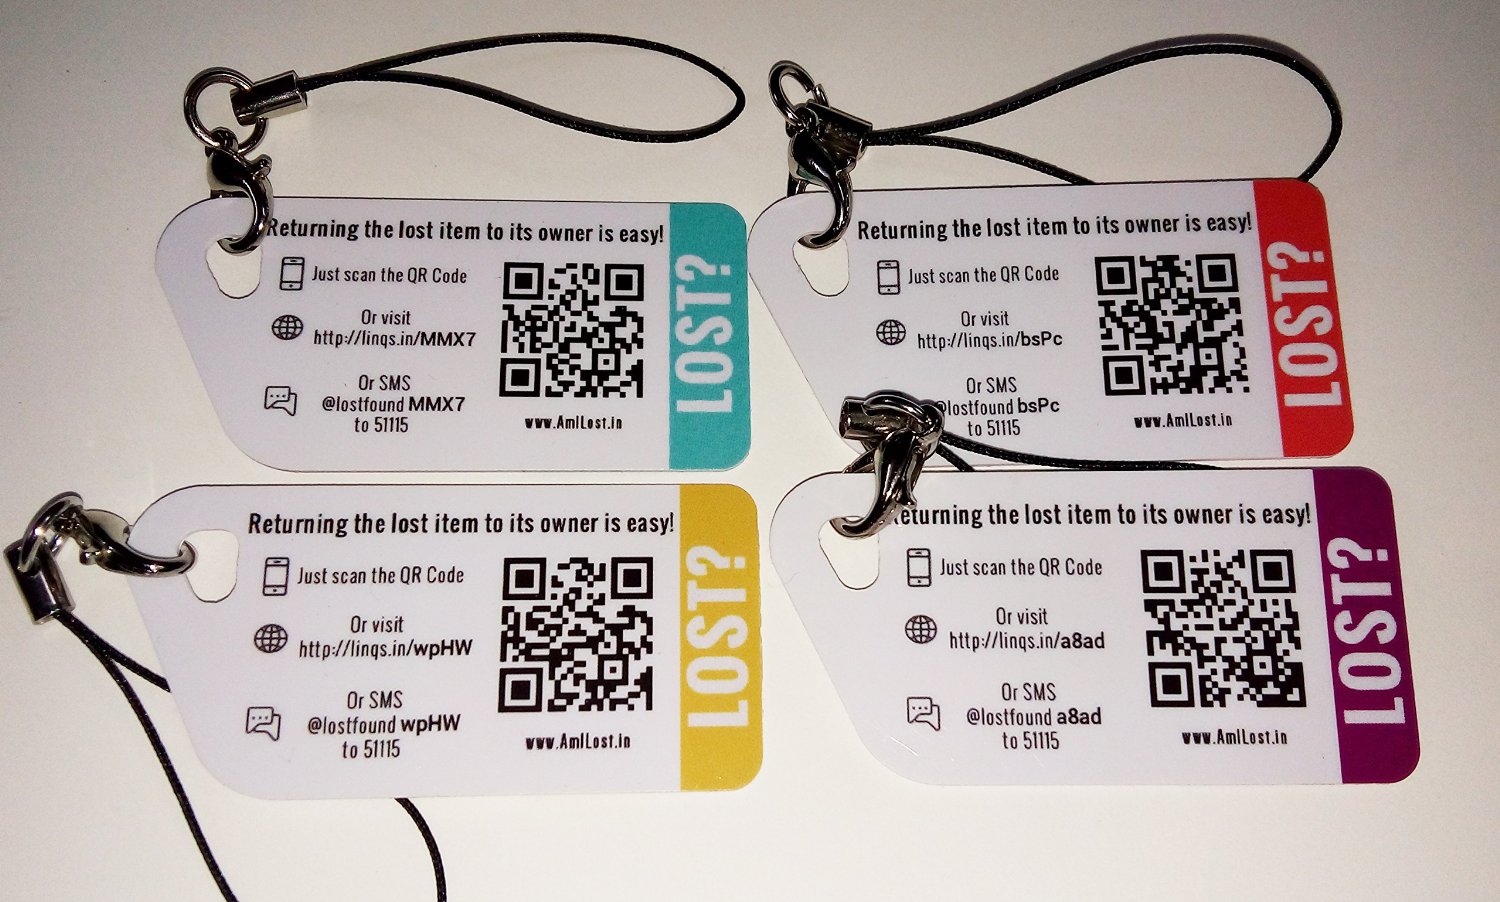 Returning the lost item to its owner is easy!
Just scan the QR Code
Or visit
http://linqs.in/MMX7
Or SMS
@lostfound MMX7
to 51115
www.AmILost.in
LOST?
Returning the lost item to its owner is easy!
Just scan the QR Code
Or visit
http://linqs.in/bsPc
Or SMS
@lostfound bsPc
to 51115
www.AmILost.in
LOST?
Returning the lost item to its owner is easy!
Just scan the QR Code
Or visit
http://linqs.in/wpHW
Or SMS
@lostfound wpHW
to 51115
www.AmILost.in
LOST?
Returning the lost item to its owner is easy!
Just scan the QR Code
Or visit
http://linqs.in/a8ad
Or SMS
@lostfound a8ad
to 51115
www.AmILost.in
LOST?